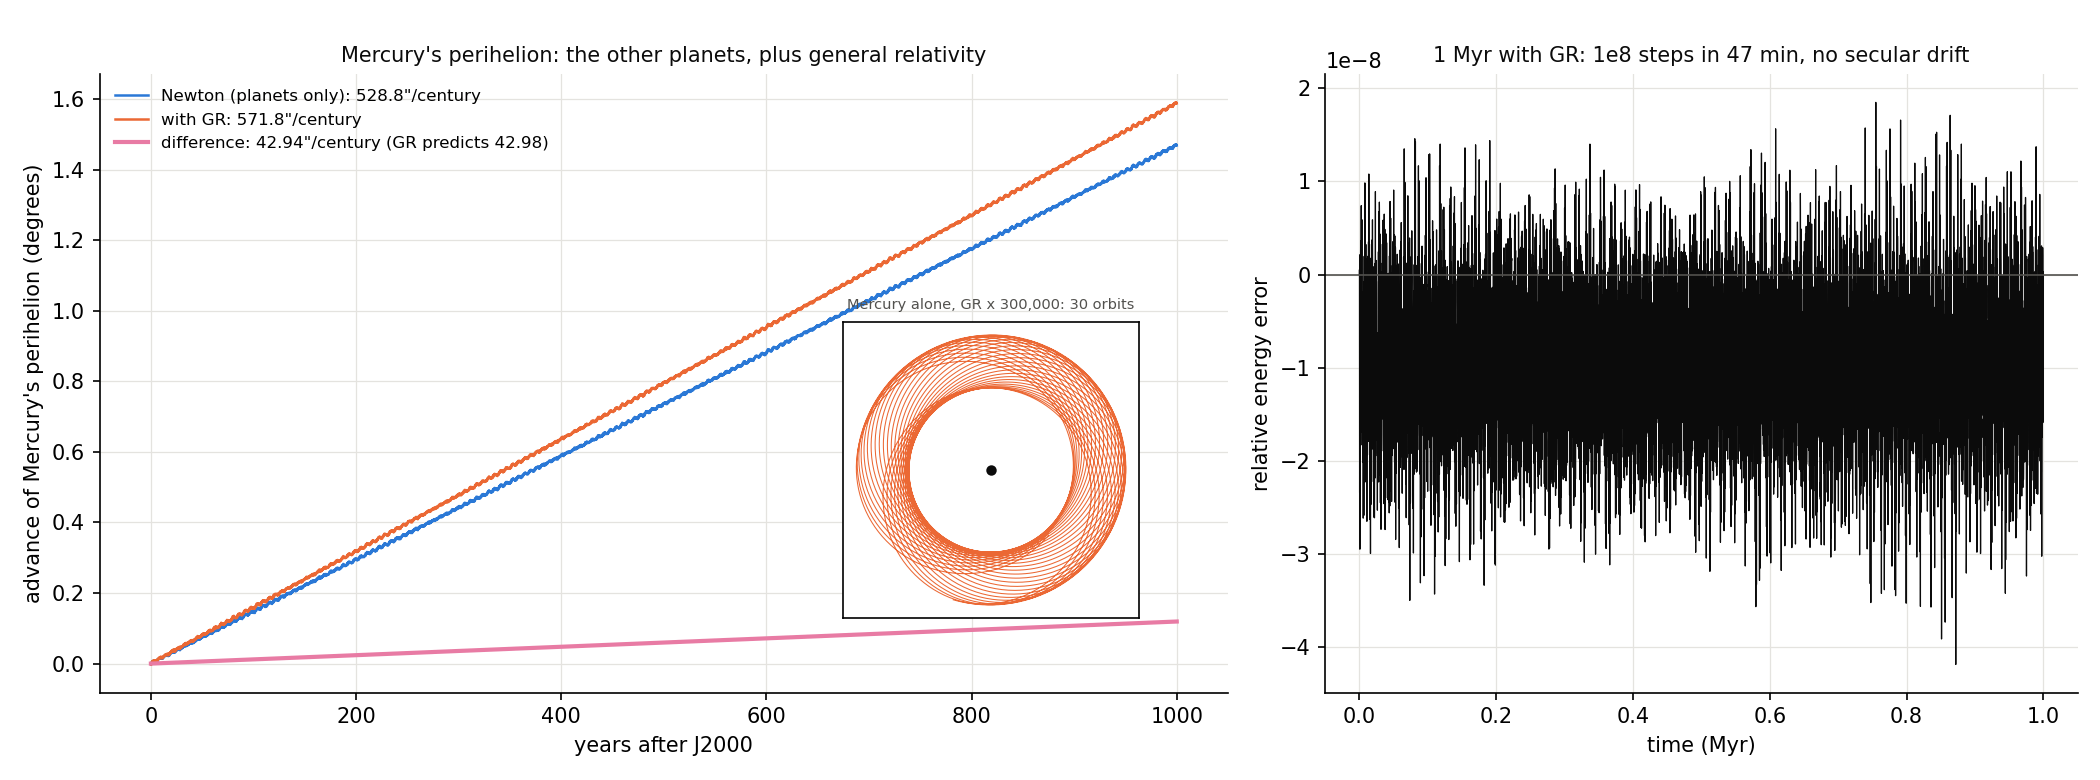 Mercury's perihelion: the other planets, plus general relativity
advance of Mercury's perihelion (degrees)
1.6
1.4
1.2
1.0
0.8
0.6
0.4
0.2
0.0
Newton (planets only): 528.8"/century
with GR: 571.8"/century
difference: 42.94"/century (GR predicts 42.98)
Mercury alone, GR x 300,000: 30 orbits
0 200 400 600 800 1000
years after J2000
1 Myr with GR: 1e8 steps in 47 min, no secular drift
1e−8
relative energy error
2
1
0
−1
−2
−3
−4
0.0 0.2 0.4 0.6 0.8 1.0
time (Myr)